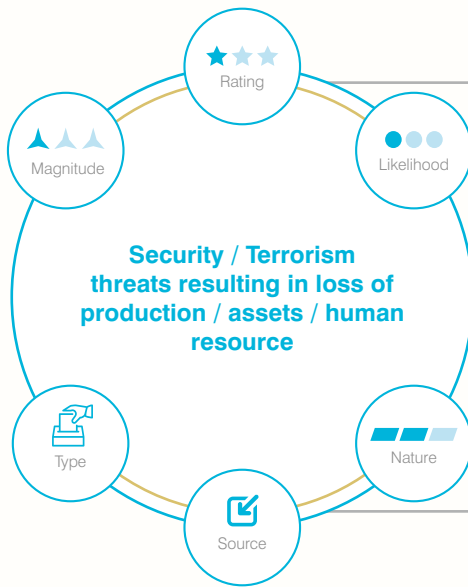 Rating
Magnitude
Likelihood
Security / Terrorism
threats resulting in loss of
production / assets / human
resource
Type
Nature
Source